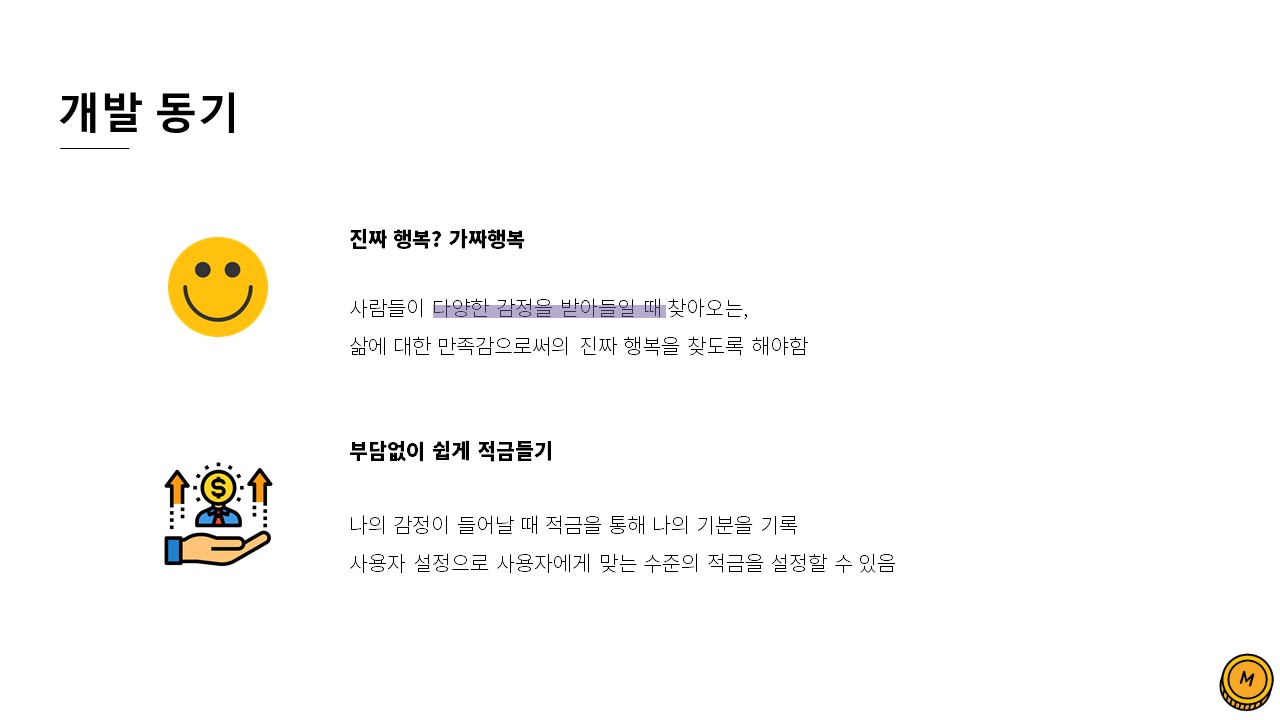 개발 동기
진짜 행복? 가짜행복
사람들이 다양한 감정을 받아들일 때 찾아오는,
삶에 대한 만족감으로써의 진짜 행복을 찾도록 해야함
$
부담없이 쉽게 적금들기
나의 감정이 들어날 때 적금을 통해 나의 기분을 기록
사용자 설정으로 사용자에게 맞는 수준의 적금을 설정할 수 있음
M